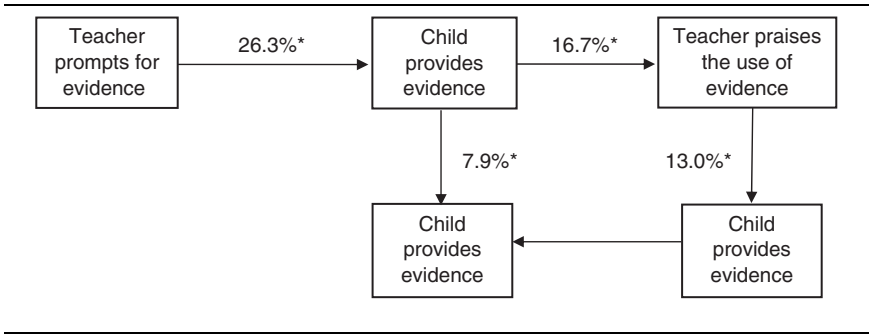 Teacher
prompts for
evidence
26.3%*
Child
provides
evidence
16.7%*
Teacher praises
the use of
evidence
7.9%*
13.0%*
Child
provides
evidence
Child
provides
evidence